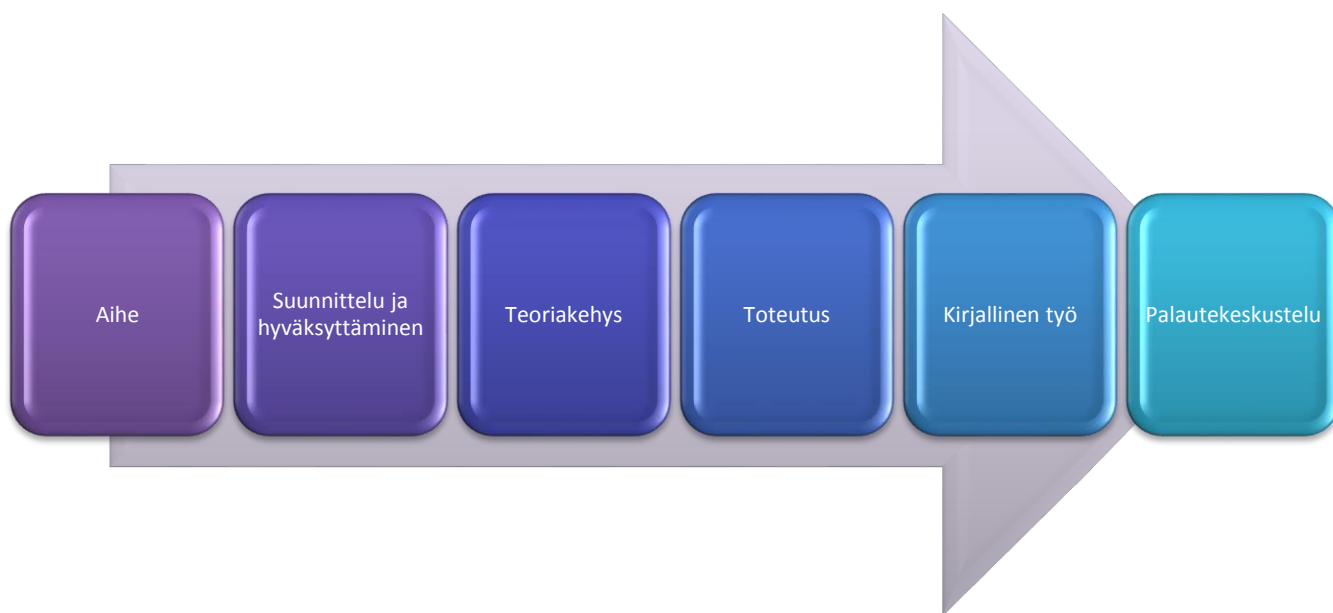 Aihe
Suunnittelu ja
hyväksyttäminen
Teoriakehys
Toteutus
Kirjallinen työ
Palautekeskustelu